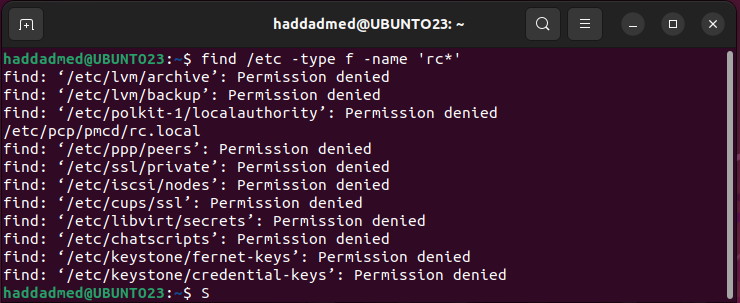 haddadmed@UBUNTO23: ~
haddadmed@UBUNTO23:~$ find /etc -type f -name 'rc*'
find: ‘/etc/lvm/archive’: Permission denied
find: ‘/etc/lvm/backup’: Permission denied
find: ‘/etc/polkit-1/localauthority’: Permission denied
/etc/pcp/pmcd/rc.local
find: ‘/etc/ppp/peers’: Permission denied
find: ‘/etc/ssl/private’: Permission denied
find: ‘/etc/iscsi/nodes’: Permission denied
find: ‘/etc/cups/ssl’: Permission denied
find: ‘/etc/libvirt/secrets’: Permission denied
find: ‘/etc/chatscripts’: Permission denied
find: ‘/etc/keystone/fernet-keys’: Permission denied
find: ‘/etc/keystone/credential-keys’: Permission denied
haddadmed@UBUNTO23:~$ S